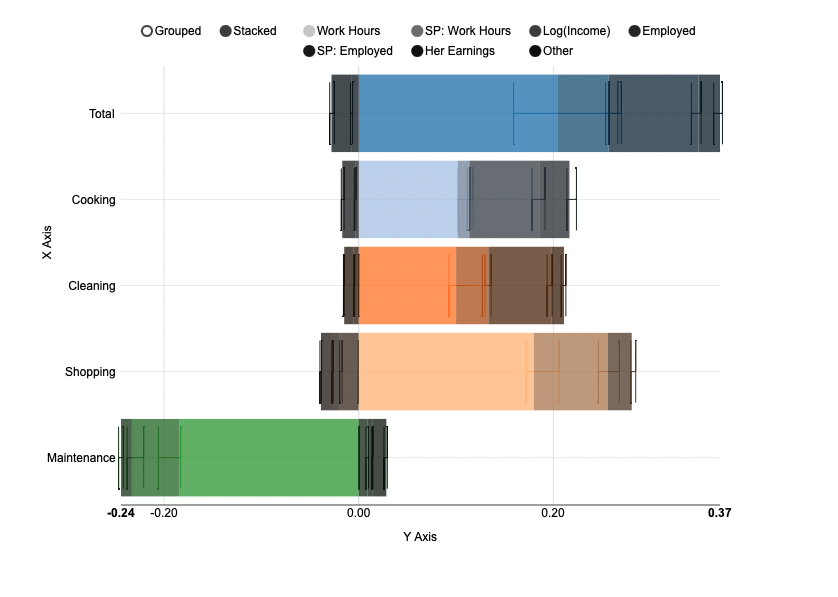 Grouped Stacked Work Hours SP: Work Hours Log(Income) Employed
SP: Employed Her Earnings Other
Total
Cooking
X Axis
Cleaning
Shopping
Maintenance
-0.24 -0.20 0.00 0.20 0.37
Y Axis